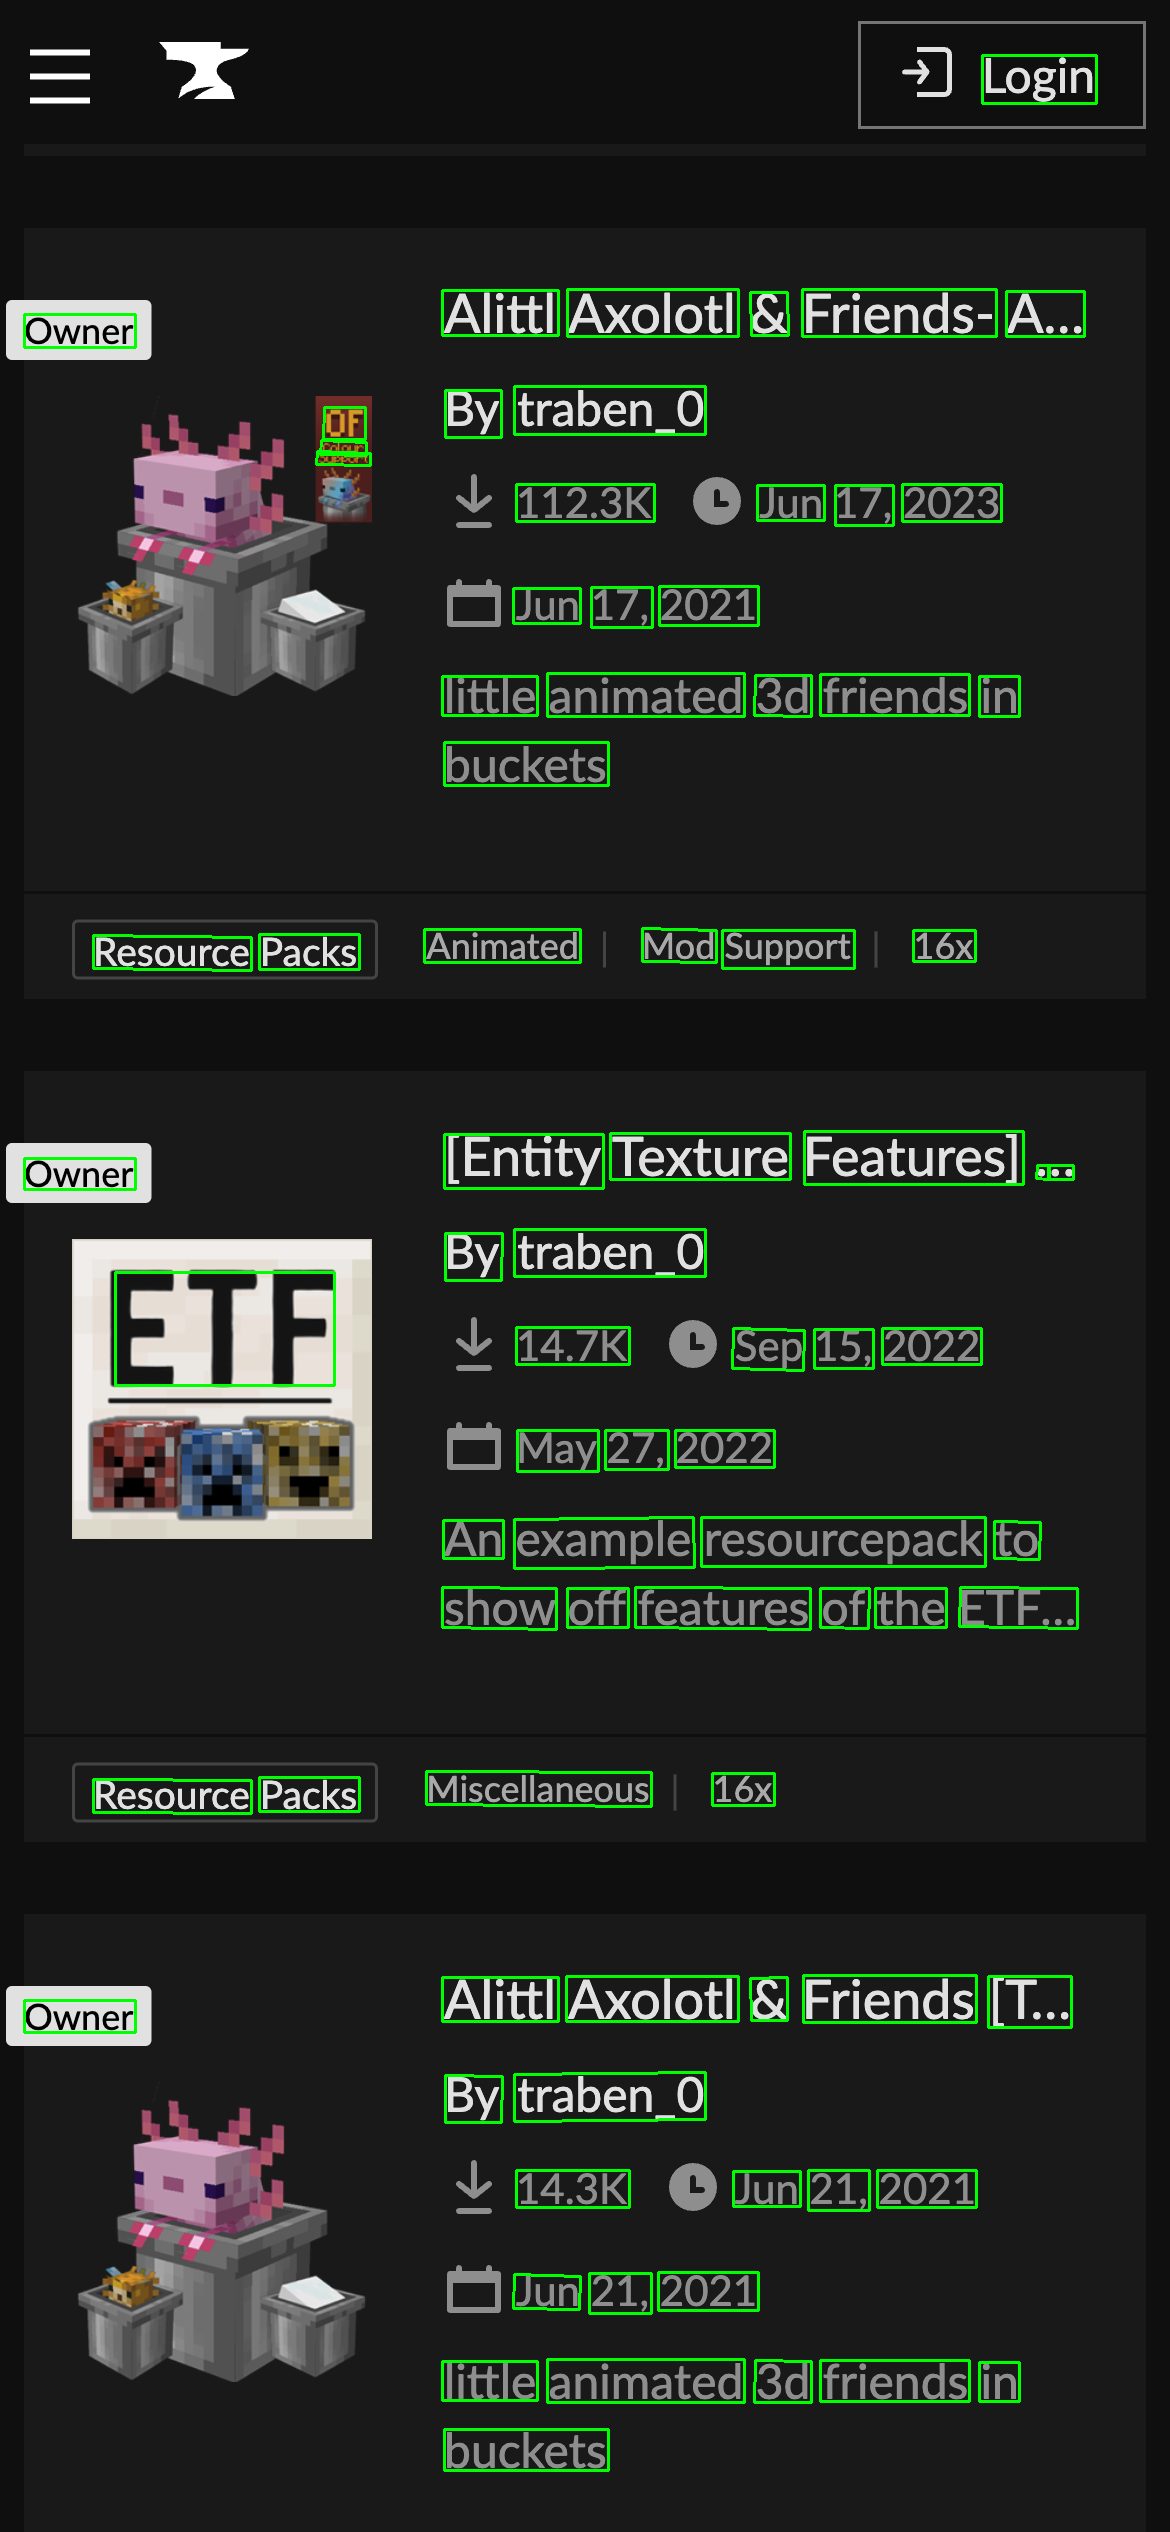 Login
Owner
Alittl Axolotl & Friends- A...
By traben_0
OF
Colour
112.3K Jun 17, 2023
Jun 17, 2021
little animated 3d friends in
buckets
Resource Packs Animated | Mod Support | 16x
Owner
[Entity Texture Features] ...
By traben_0
ETF
14.7K Sep 15, 2022
May 27, 2022
An example resourcepack to
show off features of the ETF...
Resource Packs Miscellaneous | 16x
Owner
Alittl Axolotl & Friends [T...
By traben_0
14.3K Jun 21, 2021
Jun 21, 2021
little animated 3d friends in
buckets